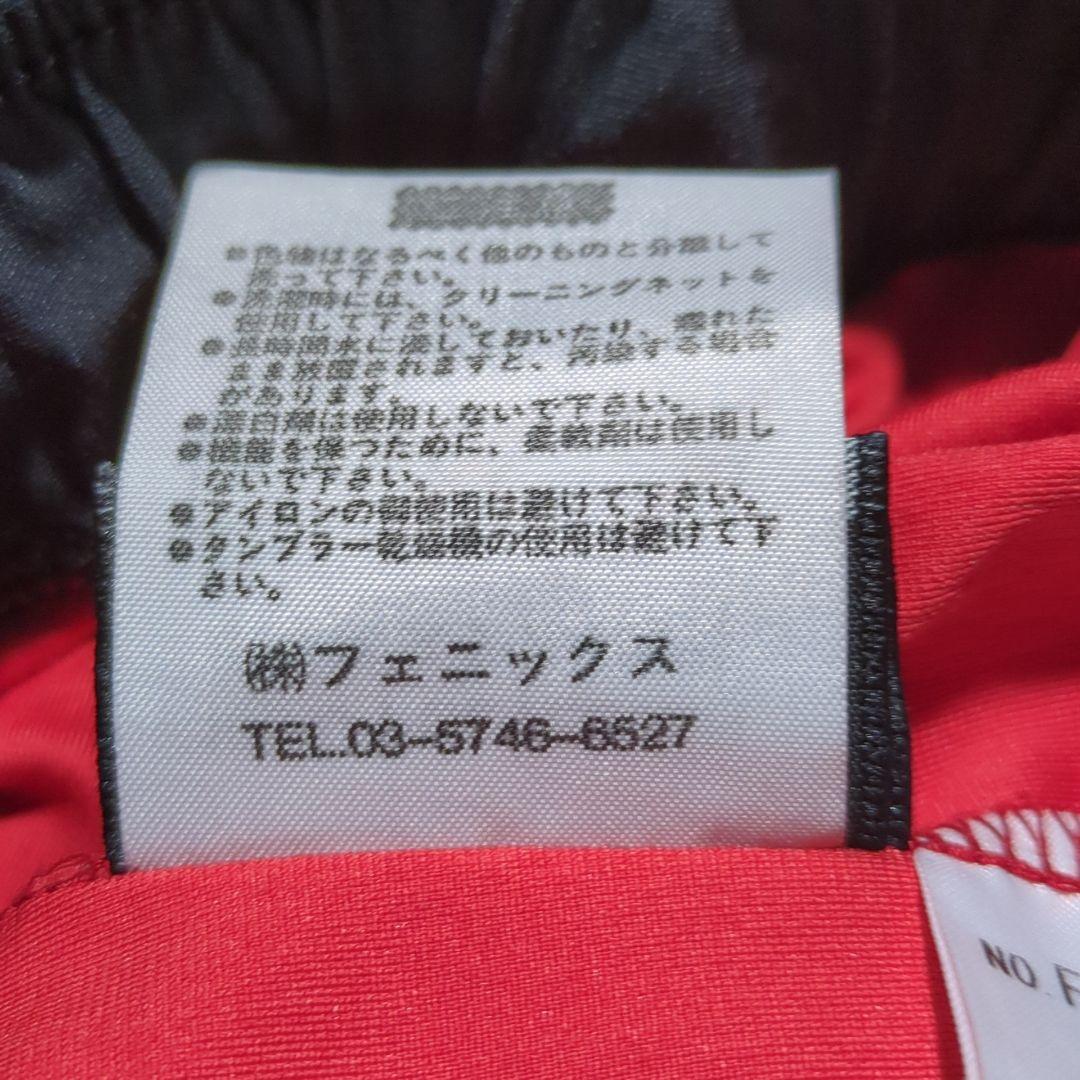 ●色物はなるべく他のものと分離して
洗って下さい。
●洗濯時には、クリーニングネットを
使用して下さい。
●長時間水に浸しておいたり、濡れた
まま放置されますと、汚染する場合
があります。
●漂白剤は使用しないで下さい。
●機能を保つために、柔軟剤は使用し
ないで下さい。
●アイロンの御使用は避けて下さい。
●タンブラー乾燥機の使用は避けて下
さい。
㈱フェニックス
TEL.03-5746-6527
NO. F